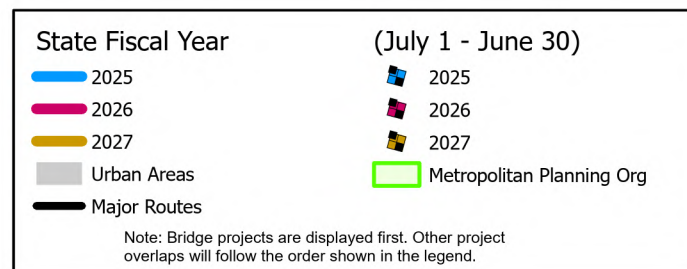 State Fiscal Year (July 1 - June 30)
2025 2025
2026 2026
2027 2027
Urban Areas Metropolitan Planning Org
Major Routes
Note: Bridge projects are displayed first. Other project
overlaps will follow the order shown in the legend.